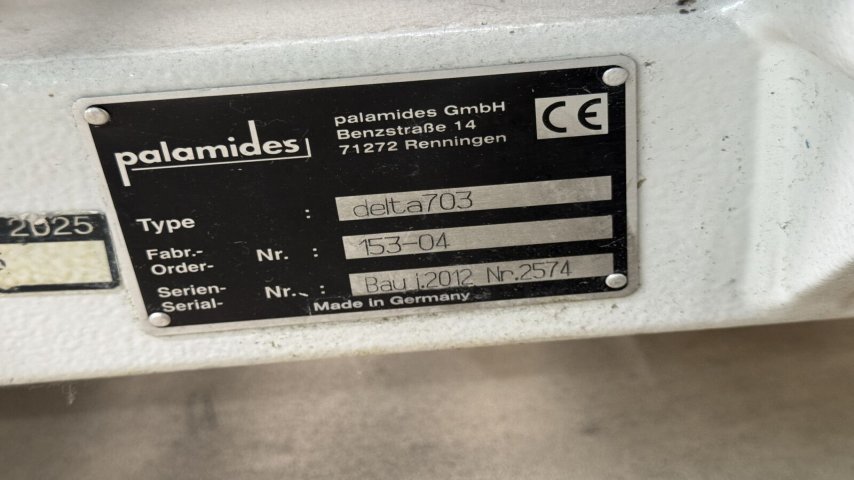 palamides
palamides GmbH
Benzstraße 14
71272 Renningen
CE
Type : delta703
Fabr.-
Order- Nr. : 153-04
Serien-
Serial- Nr. : Bauj.2012 Nr.2574
Made in Germany
2025